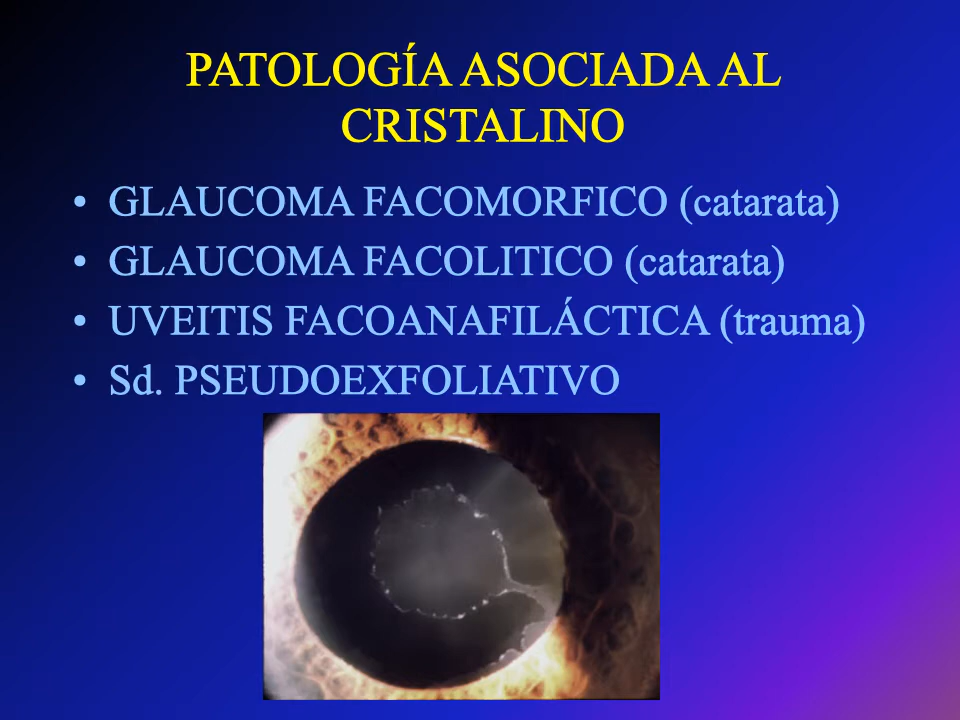 PATOLOGÍA ASOCIADA AL
CRISTALINO
• GLAUCOMA FACOMORFICO (catarata)
• GLAUCOMA FACOLITICO (catarata)
• UVEITIS FACOANAFILÁCTICA (trauma)
• Sd. PSEUDOEXFOLIATIVO